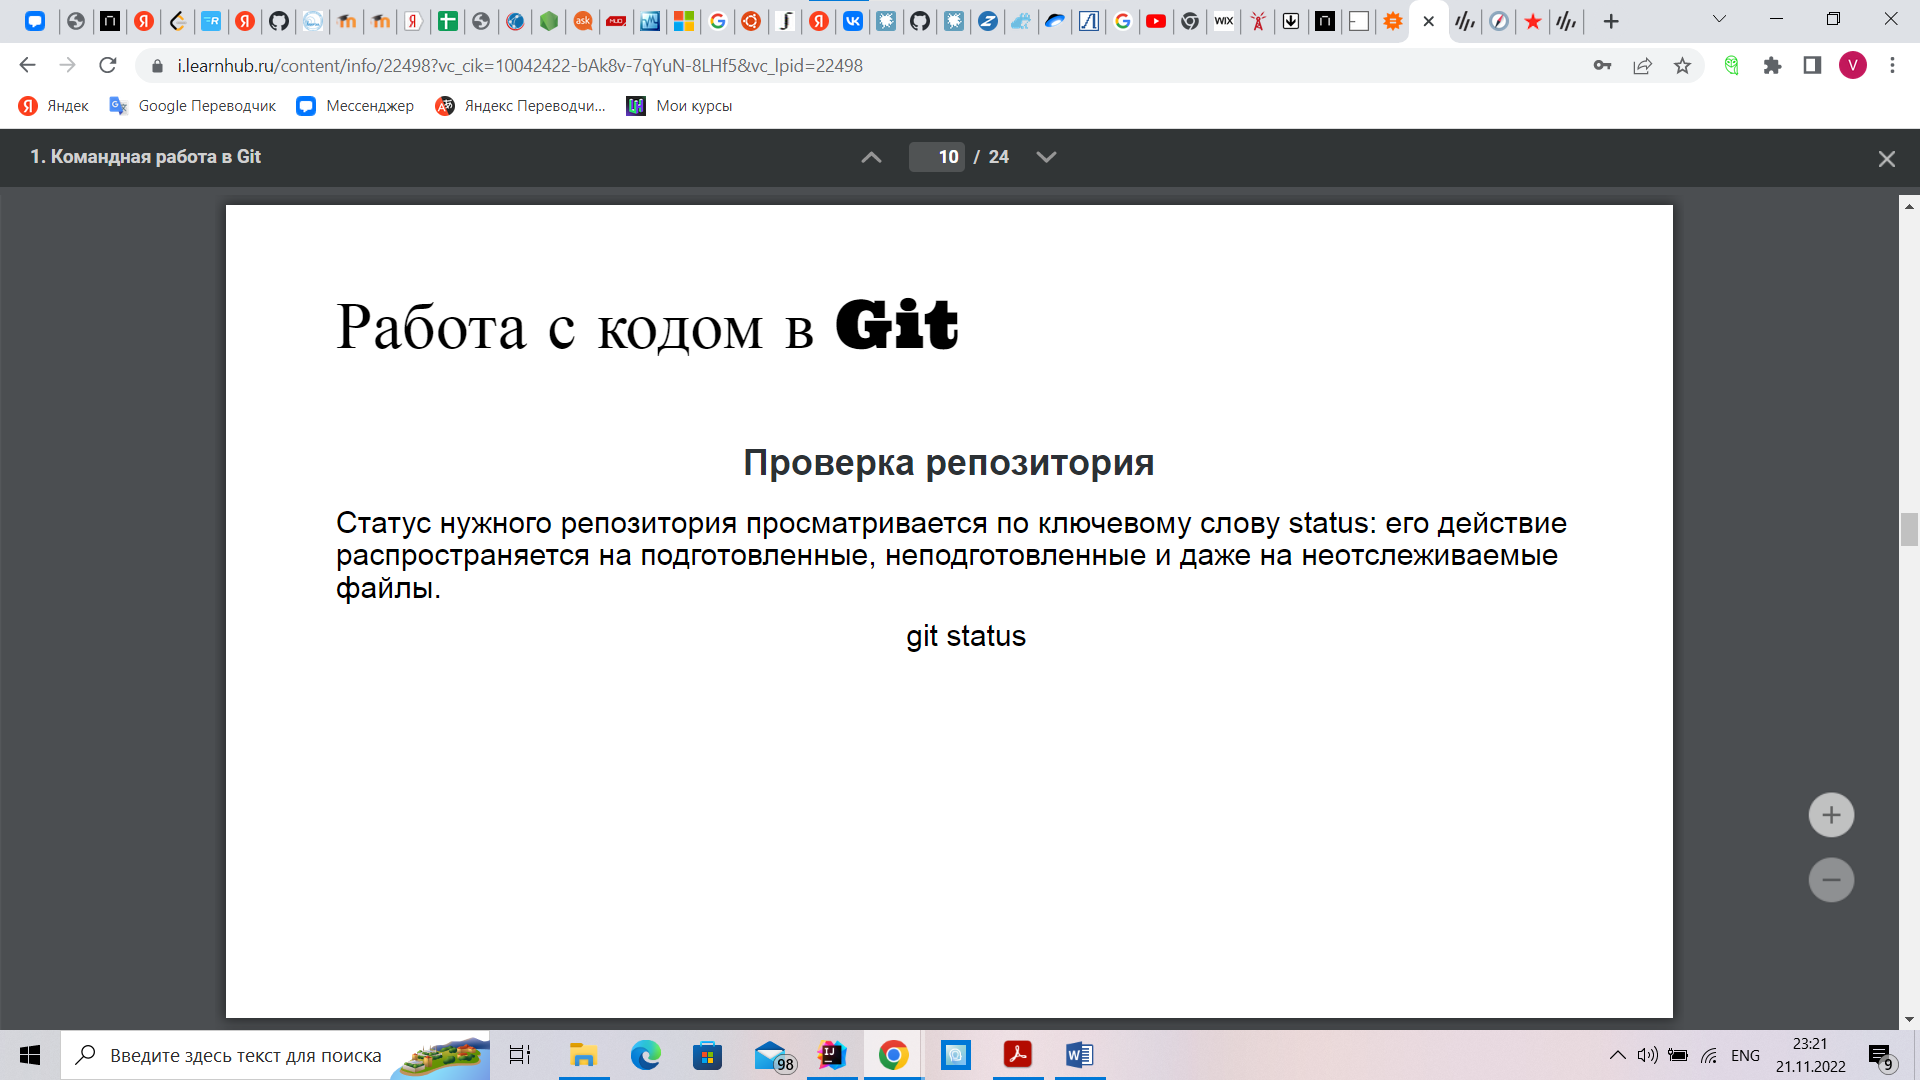 i.learnhub.ru/content/info/22498?vc_cik=10042422-bAk8v-7qYuN-8LHf5&vc_lpid=22498
Яндек
Google Переводчик
Мессенджер
Яндекс Переводчи...
Мои курсы
1. Командная работа в Git
10 / 24
Работа с кодом в Git
Проверка репозитория
Статус нужного репозитория просматривается по ключевому слову status: его действие
распространяется на подготовленные, неподготовленные и даже на неотслеживаемые
файлы.
git status
Введите здесь текст для поиска
98
ENG
23:21
21.11.2022
9